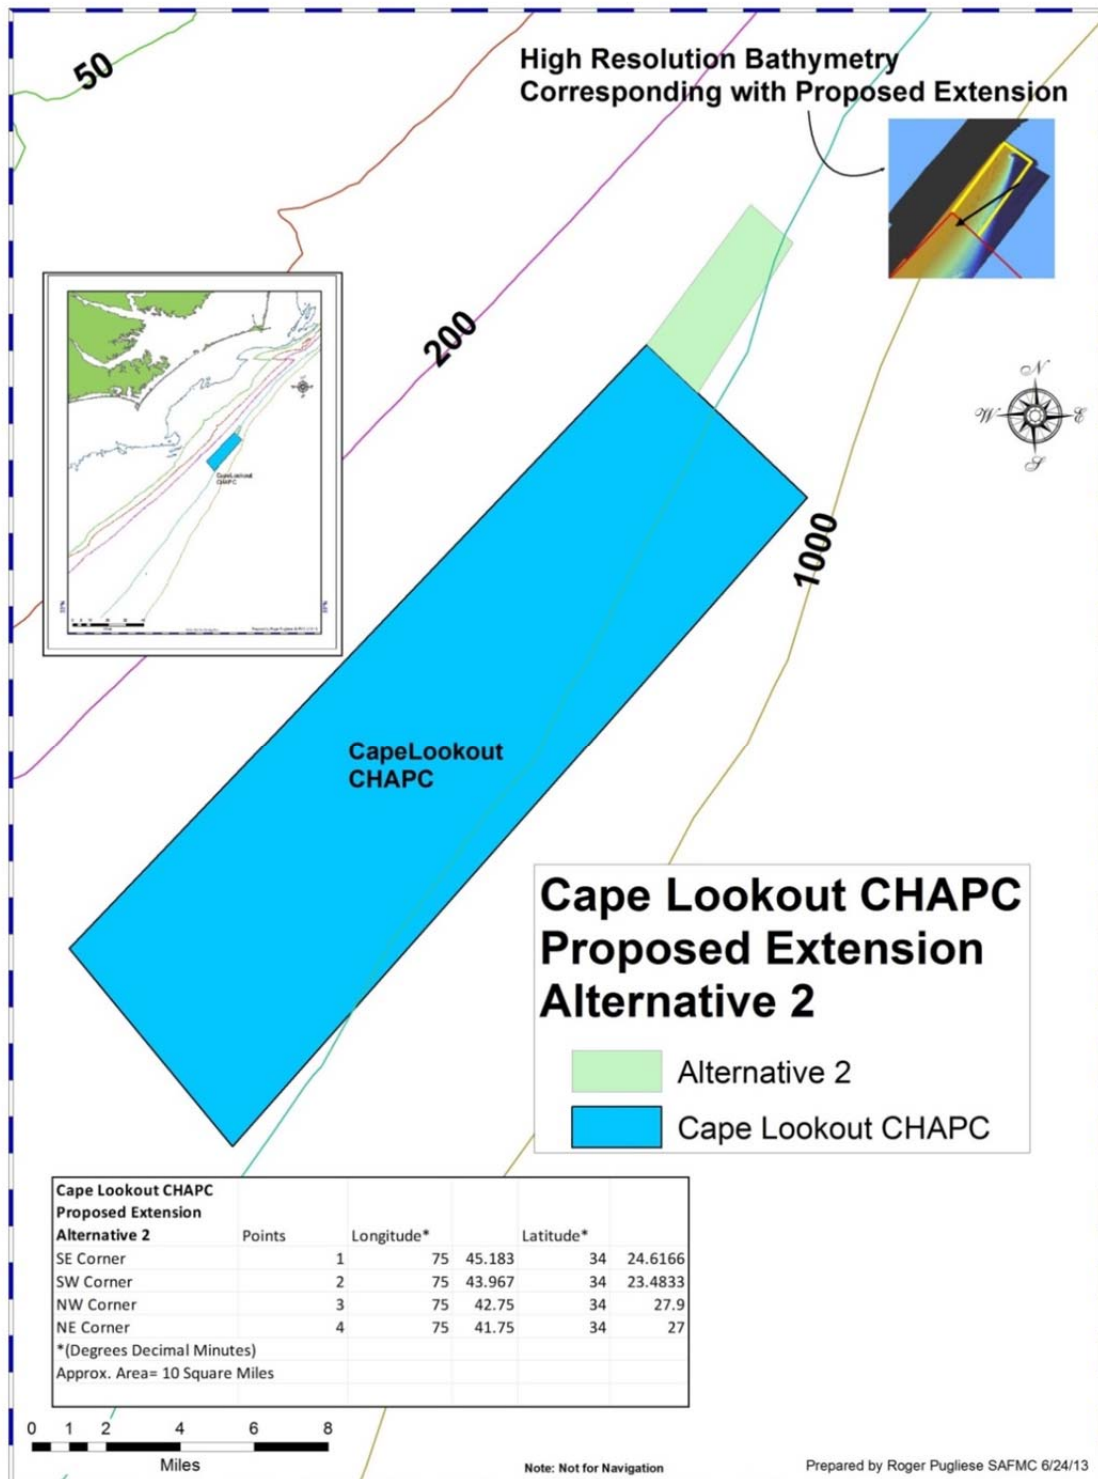 50
High Resolution Bathymetry
Corresponding with Proposed Extension
200
N
W E
S
CapeLookout
CHAPC
1000
CapeLookout
CHAPC
Cape Lookout CHAPC
Proposed Extension
Alternative 2
Alternative 2
Cape Lookout CHAPC
Cape Lookout CHAPC
Proposed Extension
Alternative 2 Points Longitude* Latitude*
SE Corner 1 75 45.183 34 24.6166
SW Corner 2 75 43.967 34 23.4833
NW Corner 3 75 42.75 34 27.9
NE Corner 4 75 41.75 34 27
*(Degrees Decimal Minutes)
Approx. Area= 10 Square Miles
0 1 2 4 6 8
Miles
Note: Not for Navigation
Prepared by Roger Pugliese SAFMC 6/24/13